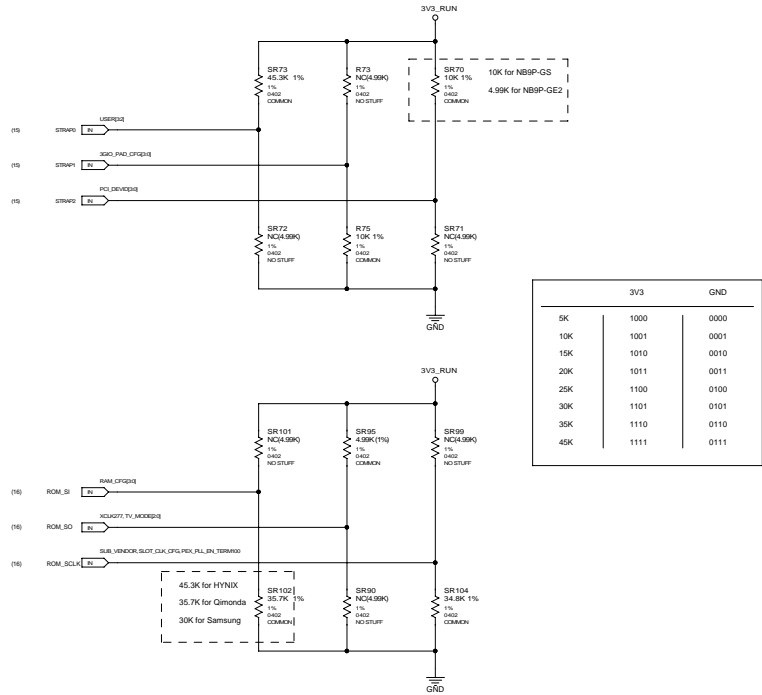 3V3_RUN
SR73
45.3K 1%
1%
0402
COMMON
R73
NC(4.99K)
1%
0402
NO STUFF
SR70
10K 1%
1%
0402
COMMON
10K for NB9P-GS
4.99K for NB9P-GE2
USER[3:2]
(15) STRAP0 IN
3GIO_PAD_CFG[3:0]
(15) STRAP1 IN
PCI_DEVID[3:0]
(15) STRAP2 IN
SR72
NC(4.99K)
1%
0402
NO STUFF
R75
10K 1%
1%
0402
COMMON
SR71
NC(4.99K)
1%
0402
NO STUFF
GND
3V3 GND
5K 1000 0000
10K 1001 0001
15K 1010 0010
20K 1011 0011
25K 1100 0100
30K 1101 0101
35K 1110 0110
45K 1111 0111
3V3_RUN
SR101
NC(4.99K)
1%
0402
NO STUFF
SR95
4.99K(1%)
1%
0402
COMMON
SR99
NC(4.99K)
1%
0402
NO STUFF
RAM_CFG[3:0]
(16) ROM_SI IN
XCLK277, TV_MODE[2:0]
(16) ROM_SO IN
SUB_VENDOR, SLOT_CLK_CFG, PEX_PLL_EN_TERM100
(16) ROM_SCLK IN
45.3K for HYNIX
35.7K for Qimonda
30K for Samsung
SR102
35.7K 1%
1%
0402
COMMON
SR90
NC(4.99K)
1%
0402
NO STUFF
SR104
34.8K 1%
1%
0402
COMMON
GND